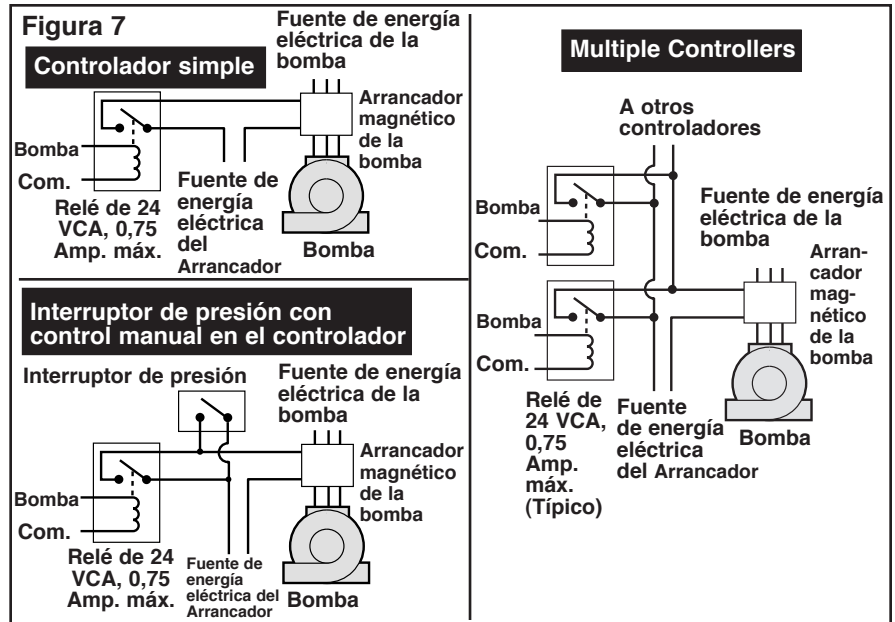 Figura 7
Controlador simple
Fuente de energía
eléctrica de la
bomba
Arrancador
magnético
de la
bomba
Bomba
Com.
Relé de 24
VCA, 0,75
Amp. máx.
Fuente de
energía
eléctrica
del
Arrancador
Bomba
Interruptor de presión con
control manual en el controlador
Interruptor de presión
Fuente de energía
eléctrica de la
bomba
Arrancador
magnético
de la
bomba
Bomba
Com.
Relé de 24
VCA, 0,75
Amp. máx.
Fuente de
energía
eléctrica del
Arrancador
Bomba
Multiple Controllers
A otros
controladores
Bomba
Com.
Fuente de energía
eléctrica de la
bomba
Arran-
cador
mag-
nético
de la
bomba
Bomba
Com.
Relé de
24 VCA,
0,75
Amp.
máx.
(Típico)
Fuente
de energía
eléctrica
del Arrancador
Bomba